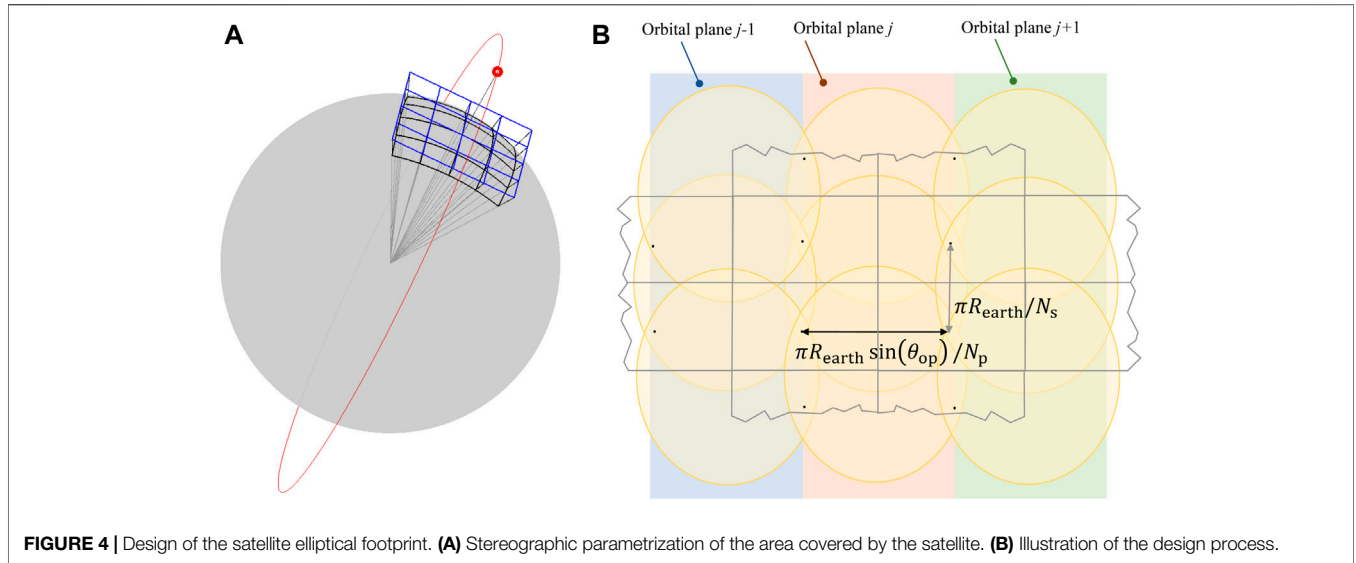 A
B
Orbital plane j-1
Orbital plane j
Orbital plane j+1
πR_earth/N_s
πR_earth sin(θ_op)/N_p
FIGURE 4 | Design of the satellite elliptical footprint. (A) Stereographic parametrization of the area covered by the satellite. (B) Illustration of the design process.